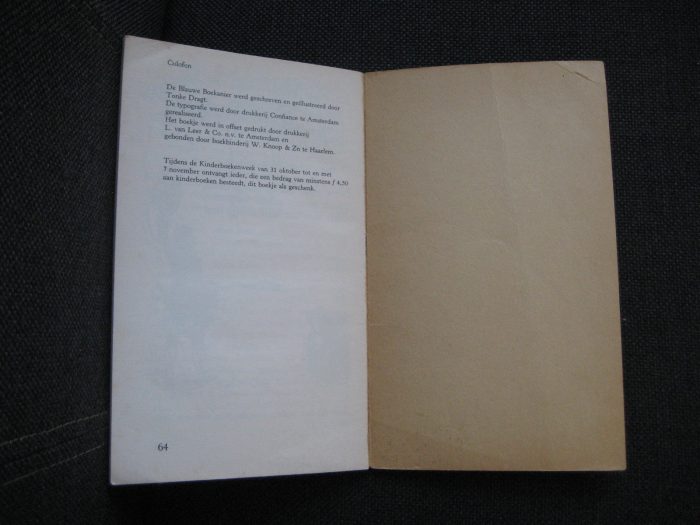 Colofon
De Blauwe Boekanier werd geschreven en geïllustreerd door
Tonke Dragt.
De typografie werd door drukkerij Confiance te Amsterdam
gerealiseerd.
Het boekje werd in offset gedrukt door drukkerij
L. van Leer & Co. n.v. te Amsterdam en
gebonden door boekbinderij W. Knoop & Zn te Haarlem.
Tijdens de Kinderboekenweek van 31 oktober tot en met
7 november ontvangt ieder, die een bedrag van minstens f 4,50
aan kinderboeken besteedt, dit boekje als geschenk.
64